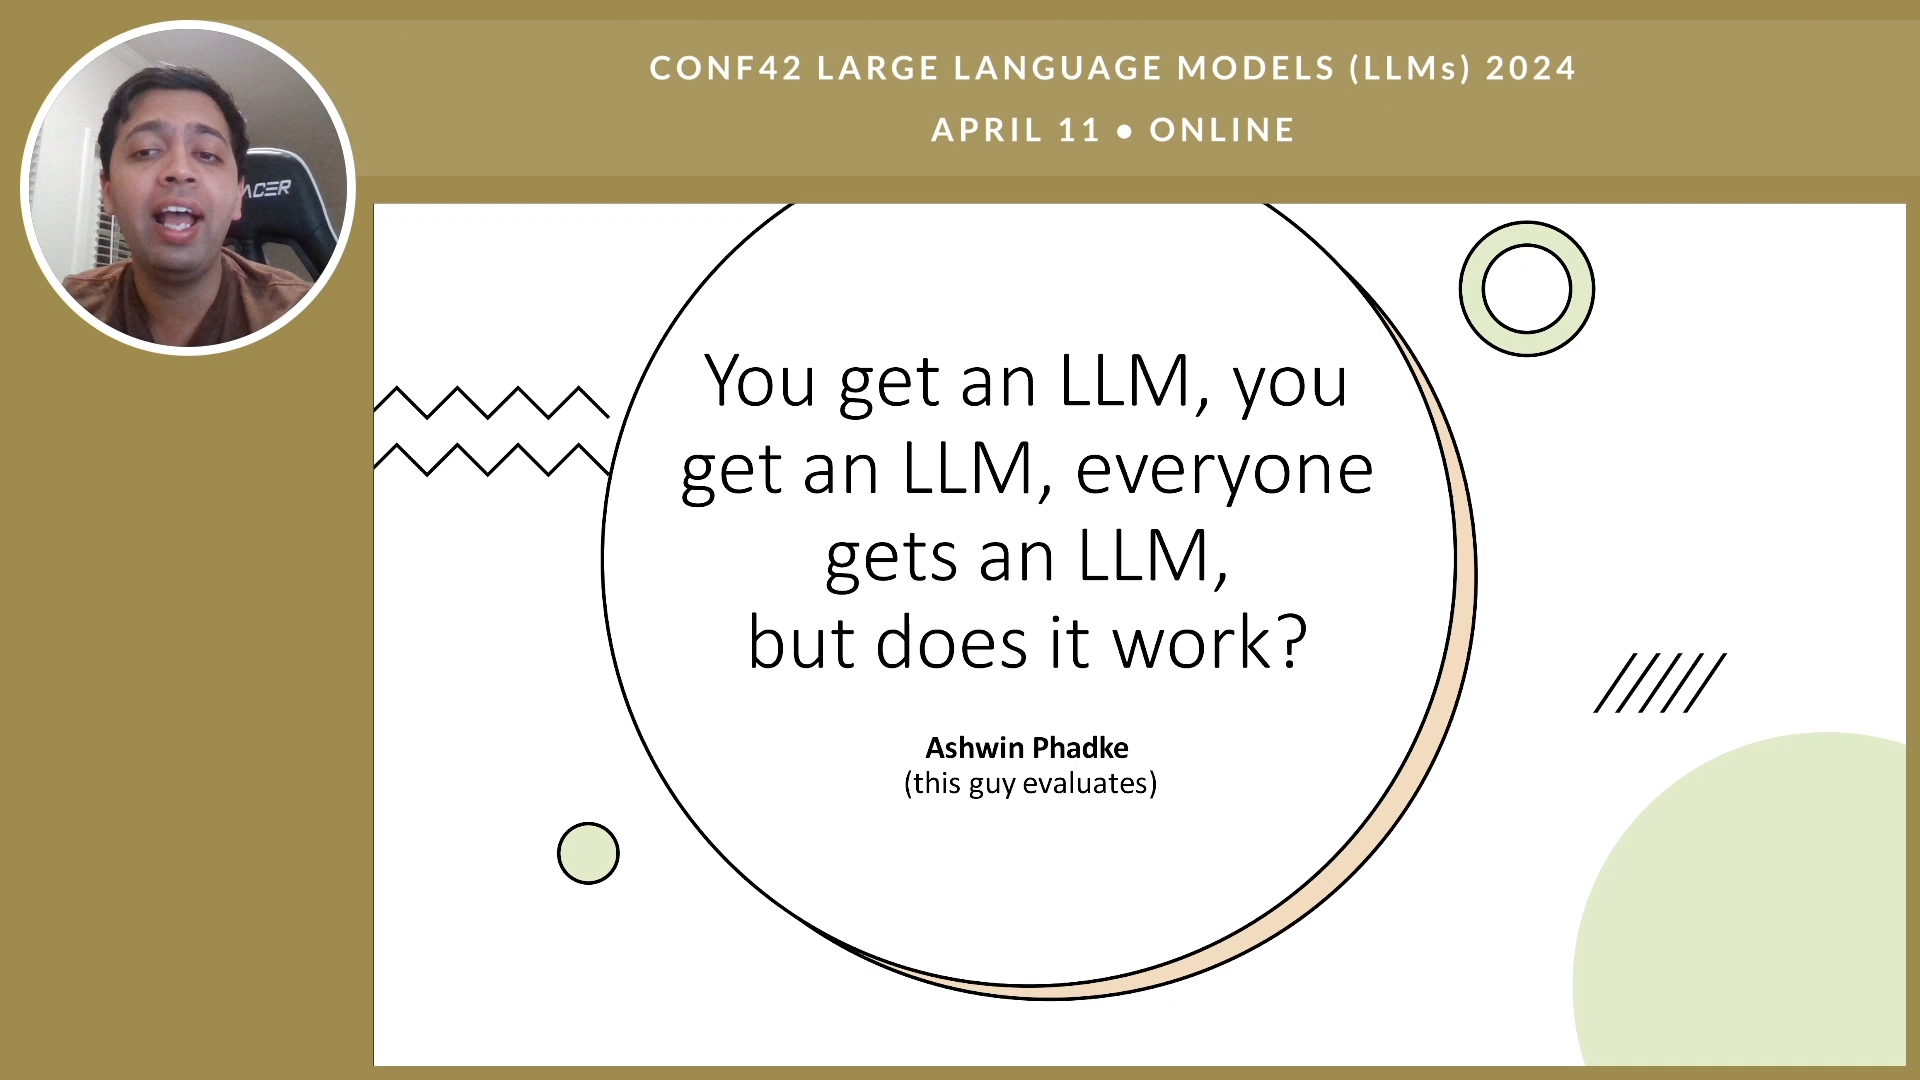 CONF42 LARGE LANGUAGE MODELS (LLMs) 2024
APRIL 11 • ONLINE
ACER
You get an LLM, you
get an LLM, everyone
gets an LLM,
but does it work?
Ashwin Phadke
(this guy evaluates)